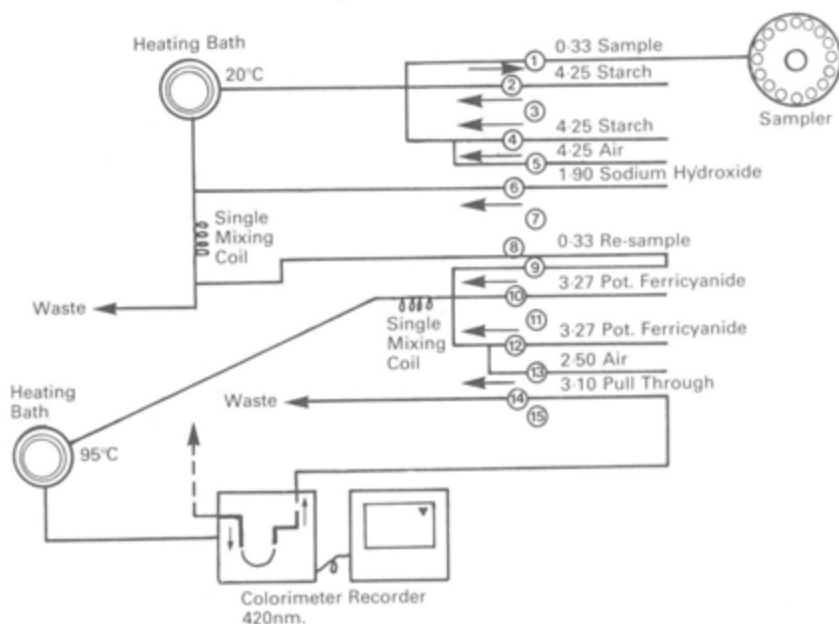 Heating Bath
20°C
① 0·33 Sample
② 4·25 Starch
③
④ 4·25 Starch
⑤ 4·25 Air
⑥ 1·90 Sodium Hydroxide
⑦
Sampler
Single
Mixing
Coil
⑧ 0·33 Re-sample
⑨
⑩ 3·27 Pot. Ferricyanide
⑪
⑫ 3·27 Pot. Ferricyanide
⑬ 2·50 Air
⑭ 3·10 Pull Through
⑮
Waste
Single
Mixing
Coil
Waste
Heating
Bath
95°C
Colorimeter Recorder
420nm.